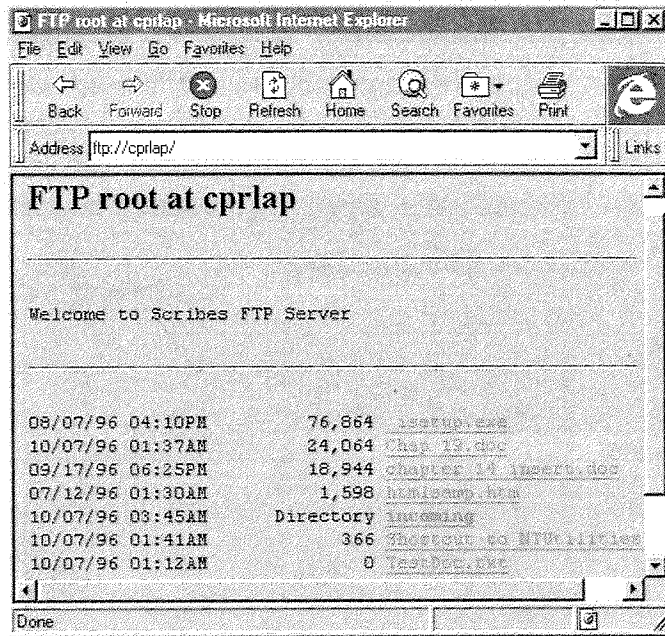 FTP root at cprlap - Microsoft Internet Explorer
File Edit View Go Favorites Help
Back Forward Stop Refresh Home Search Favorites Print
Address ftp://cprlap/ Links
FTP root at cprlap
Welcome to Scribes FTP Server
08/07/96 04:10PM 76,864 _isetup.exe
10/07/96 01:37AM 24,064 Chap 13.doc
09/17/96 06:25PM 18,944 chapter 14 insert.doc
07/12/96 01:30AM 1,598 htmlsamp.htm
10/07/96 03:45AM Directory incoming
10/07/96 01:41AM 366 Shortcut to NTUtilities
10/07/96 01:12AM 0 TestDoc.txt
Done